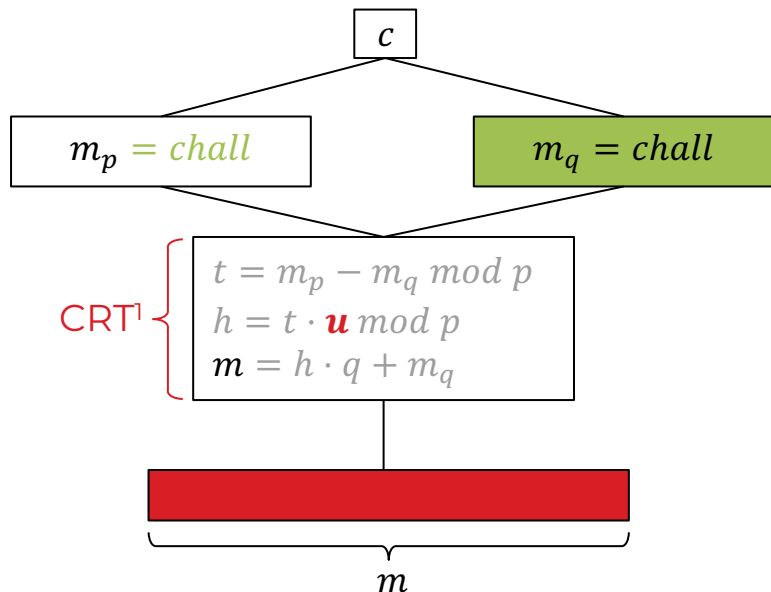 c
m_p = chall
m_q = chall
CRT¹
t = m_p − m_q mod p
h = t · u mod p
m = h · q + m_q
m